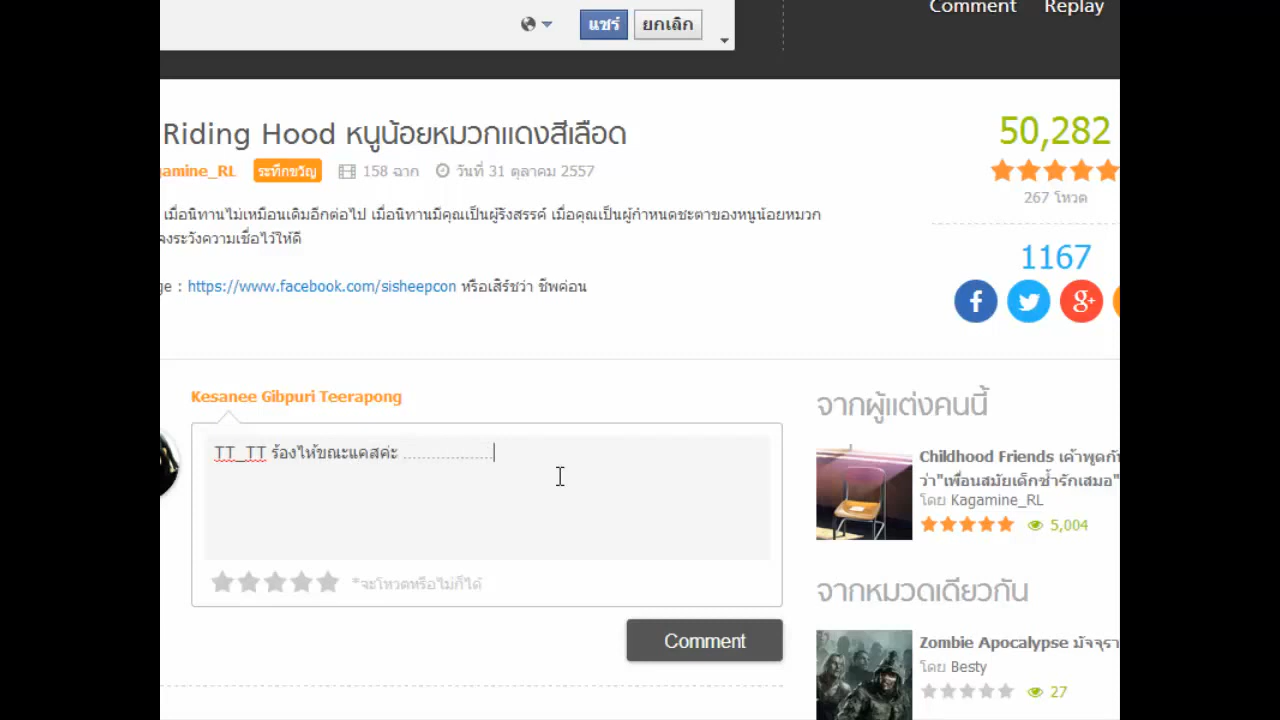 แชร์ ยกเลิก
Comment Replay
Riding Hood หนูน้อยหมวกแดงสีเลือด
amine_RL ระทึกขวัญ 158 ฉาก วันที่ 31 ตุลาคม 2557
เมื่อนิทานไม่เหมือนเดิมอีกต่อไป เมื่อนิทานมีคุณเป็นผู้รังสรรค์ เมื่อคุณเป็นผู้กำหนดชะตาของหนูน้อยหมวก
งระวังความเชื่อไว้ให้ดี
ge : https://www.facebook.com/sisheepcon หรือเสิร์ชว่า ชีพค่อน
50,282
267 โหวต
1167
Kesanee Gibpuri Teerapong
TT_TT ร้องไห้ขณะแคสค่ะ ......................
*จะโหวตหรือไม่ก็ได้
Comment
จากผู้แต่งคนนี้
Childhood Friends เค้าพูดกัน
ว่า"เพื่อนสมัยเด็กซ้ำรักเสมอ"
โดย Kagamine_RL
5,004
จากหมวดเดียวกัน
Zombie Apocalypse มัจจุรา
โดย Besty
27